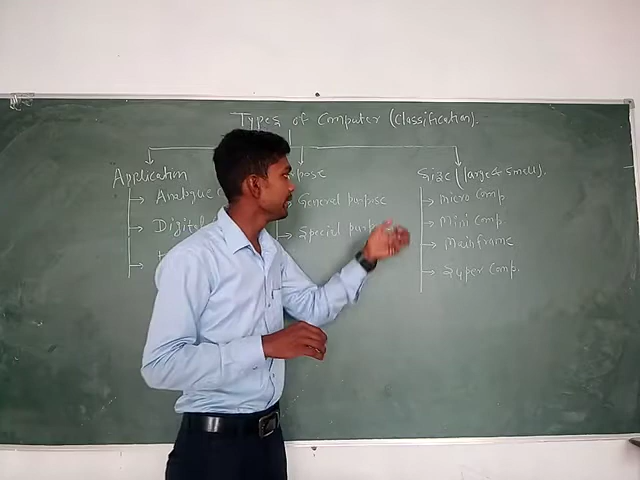 Types of Computer (Classification).
Application
Size (large & Small).
Analogue
General purpose
micro comp
Digital
Special
Mini comp.
Mainframe
Super comp.